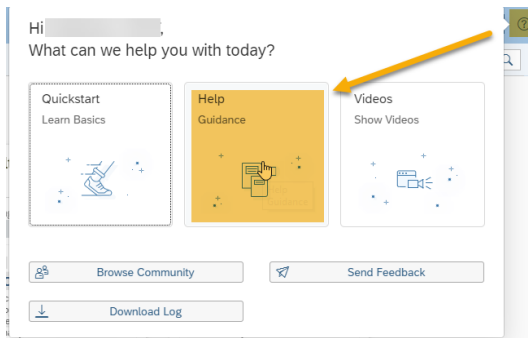 Hi ,
What can we help you with today?
Quickstart
Learn Basics
Help
Guidance
Videos
Show Videos
Browse Community
Send Feedback
Download Log